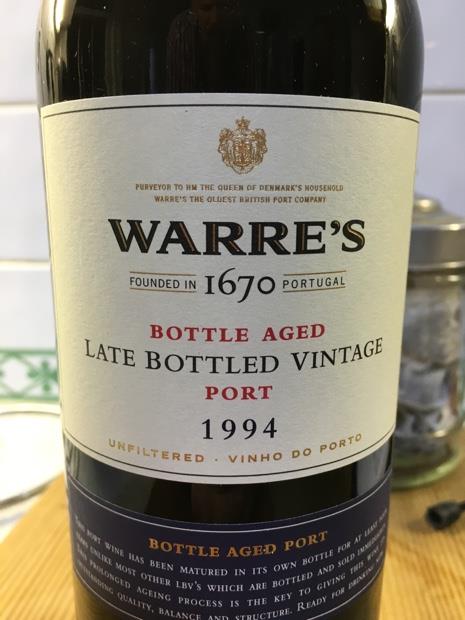 PURVEYOR TO HM THE QUEEN OF DENMARK'S HOUSEHOLD
WARRE'S THE OLDEST BRITISH PORT COMPANY
WARRE'S
FOUNDED IN 1670 PORTUGAL
BOTTLE AGED
LATE BOTTLED VINTAGE
PORT
1994
UNFILTERED · VINHO DO PORTO
BOTTLE AGED PORT
THIS PORT WINE HAS BEEN MATURED IN ITS OWN BOTTLE FOR AT LEAST
UNLIKE MOST OTHER LBV'S WHICH ARE BOTTLED AND SOLD
PROLONGED AGEING PROCESS IS THE KEY TO GIVING THIS WINE
OUTSTANDING QUALITY, BALANCE AND STRUCTURE. READY FOR DRINKING